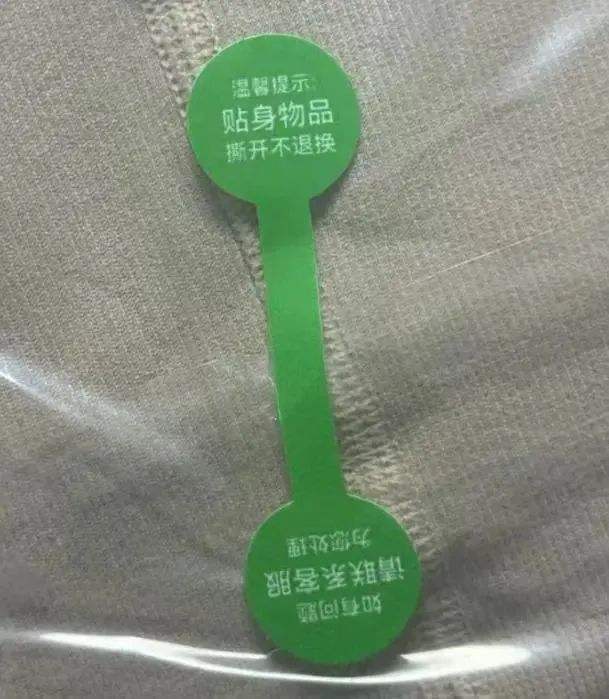 温馨提示:
贴身物品
撕开不退换
如有问题
请联系客服
为您处理